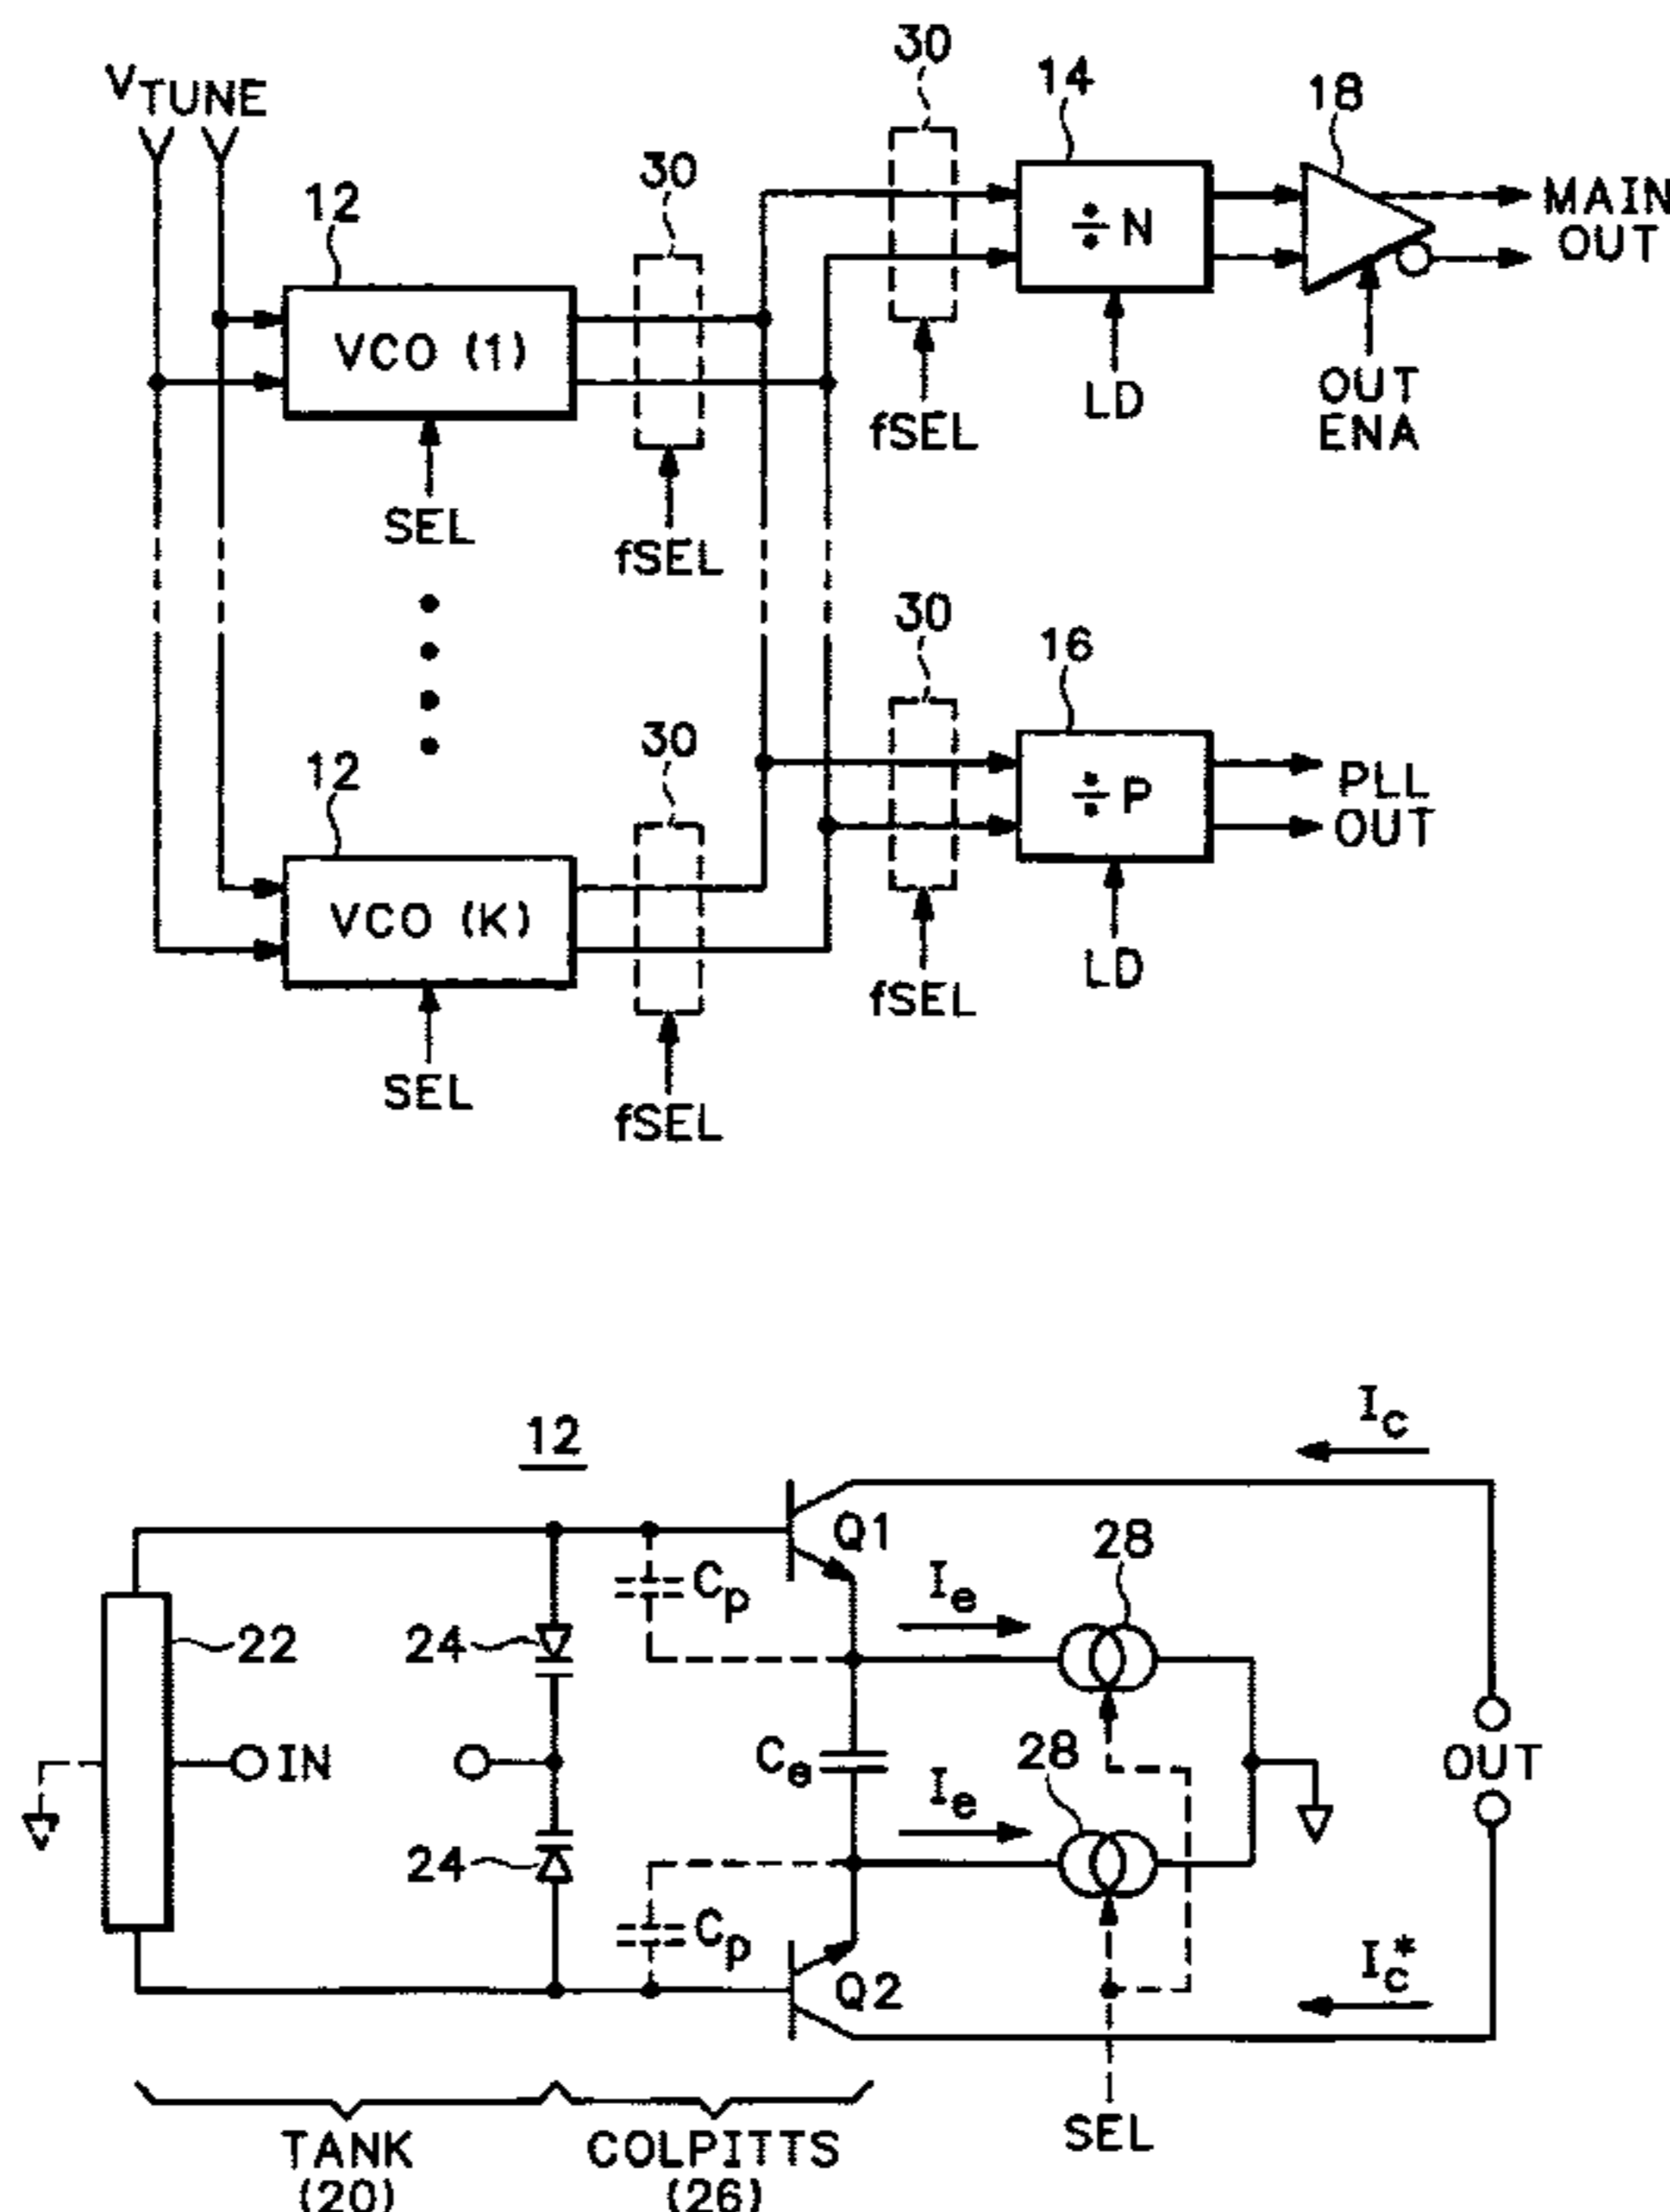 30
14
18
V TUNE
30
12
MAIN
OUT
÷ N
VCO (1)
OUT
ENA
LD
fSEL
SEL
fSEL
30
16
30
12
÷ P
PLL
OUT
VCO (K)
LD
fSEL
SEL
fSEL
12
Ic
Q1
28
Cp
Ie
22
24
28
Ce
IN
OUT
Ie
24
Cp
Ic*
Q2
SEL
TANK
(20)
COLPITTS
(26)